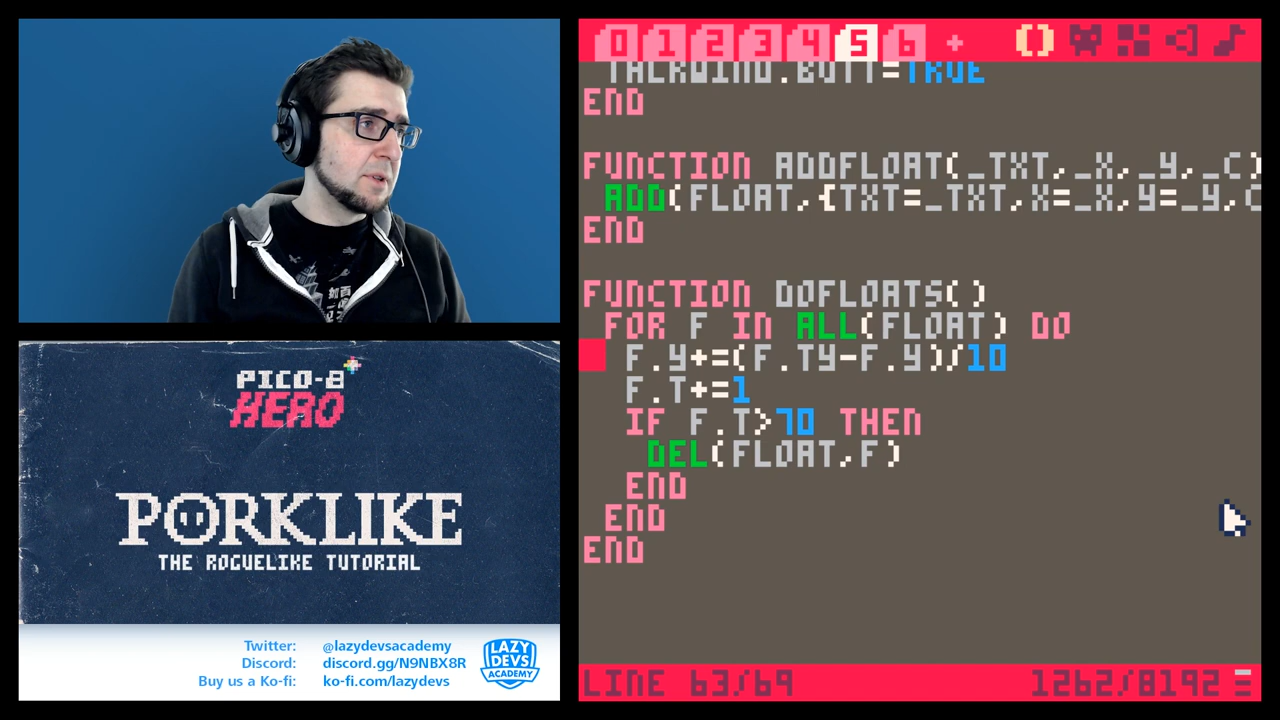 PICO-8
HERO
PORKLIKE
THE ROGUELIKE TUTORIAL
Twitter: @lazydevsacademy
Discord: discord.gg/N9NBX8R
Buy us a Ko-fi: ko-fi.com/lazydevs
LAZY
DEVS
ACADEMY
0 1 2 3 4 5 6 + ()
TALKWIND.BUTT=TRUE
END
FUNCTION ADDFLOAT(_TXT,_X,_Y,_C)
ADD(FLOAT,{TXT=_TXT,X=_X,Y=_Y,C
END
FUNCTION DOFLOATS()
FOR F IN ALL(FLOAT) DO
F.Y+=(F.TY-F.Y)/10
F.T+=1
IF F.T>70 THEN
DEL(FLOAT,F)
END
END
END
LINE 63/69 1262/8192